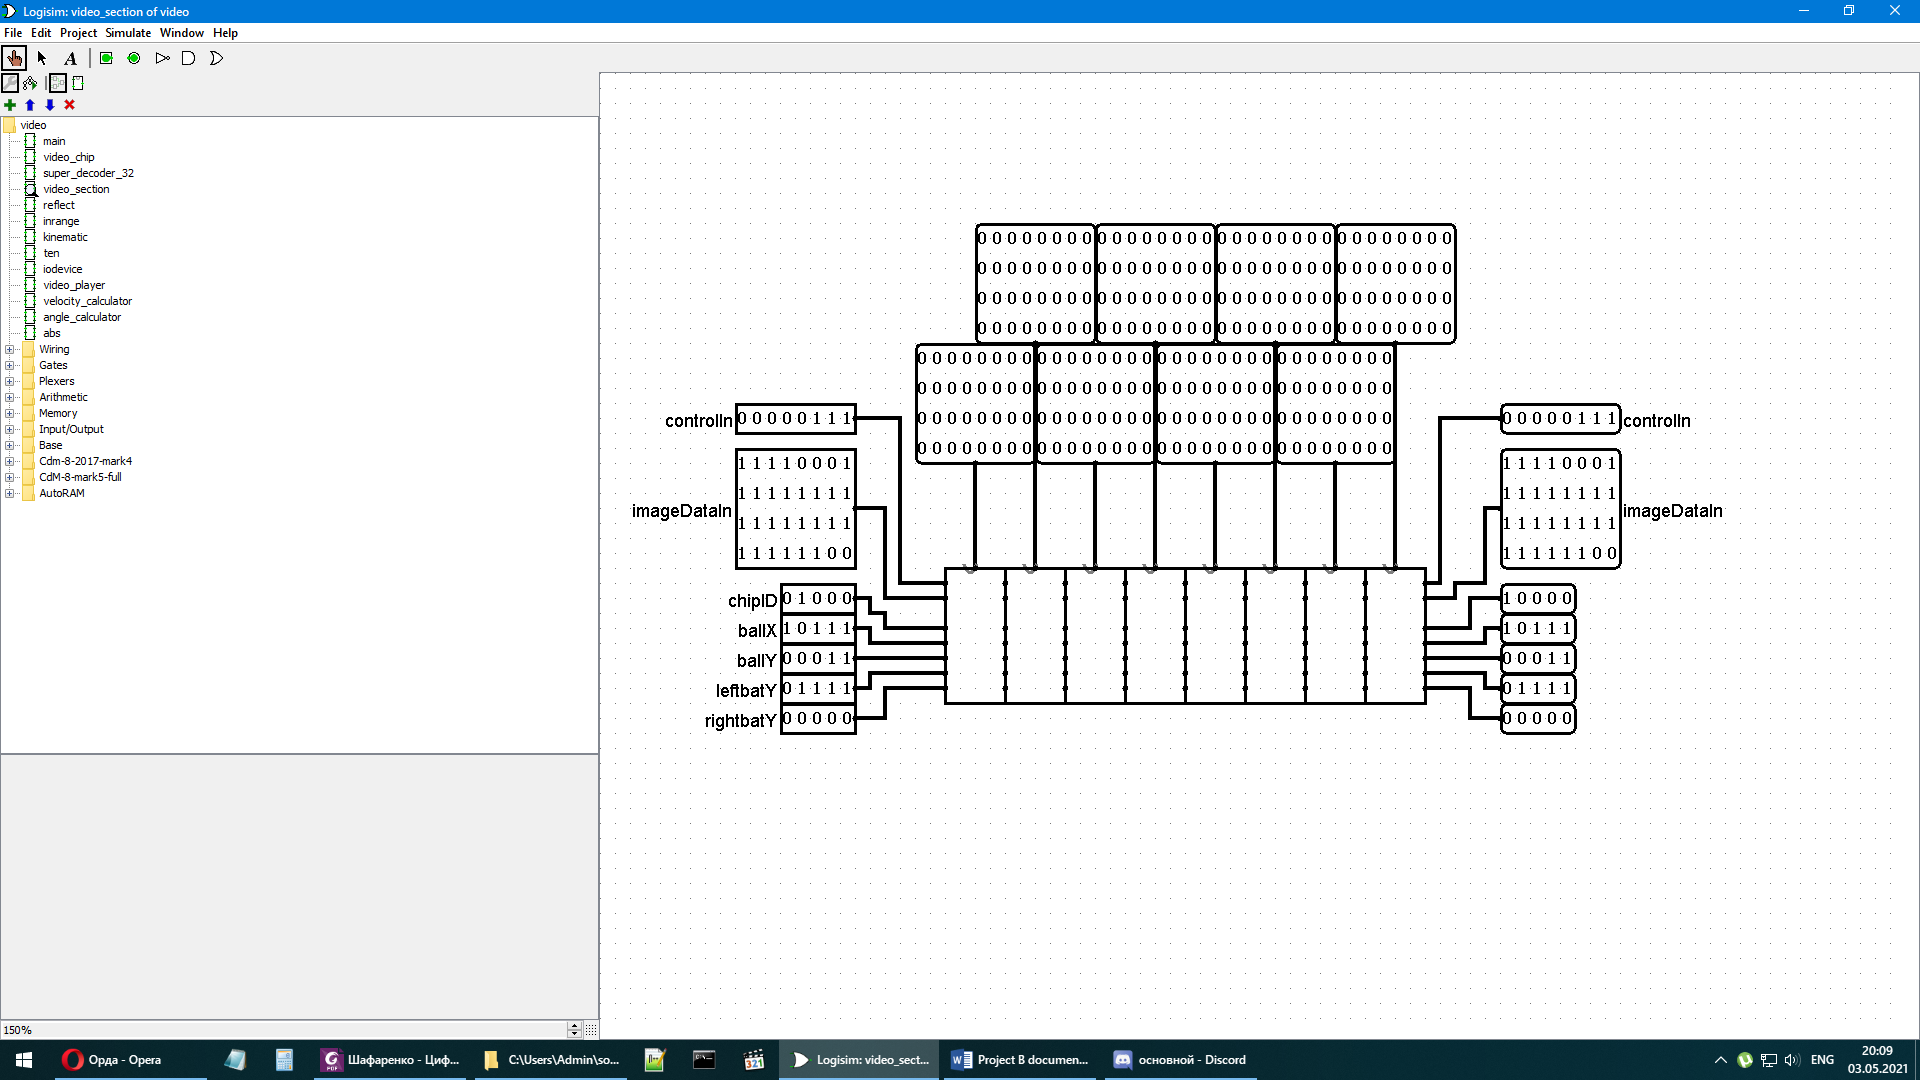 Logisim: video_section of video
File Edit Project Simulate Window Help
A
video
main
video_chip
super_decoder_32
video_section
reflect
inrange
kinematic
ten
iodevice
video_player
velocity_calculator
angle_calculator
abs
Wiring
Gates
Plexers
Arithmetic
Memory
Input/Output
Base
Cdm-8-2017-mark4
CdM-8-mark5-full
AutoRAM
150%
0 0 0 0 0 0 0 0 0 0 0 0 0 0 0 0 0 0 0 0 0 0 0 0 0 0 0 0 0 0 0 0
0 0 0 0 0 0 0 0 0 0 0 0 0 0 0 0 0 0 0 0 0 0 0 0 0 0 0 0 0 0 0 0
0 0 0 0 0 0 0 0 0 0 0 0 0 0 0 0 0 0 0 0 0 0 0 0 0 0 0 0 0 0 0 0
0 0 0 0 0 0 0 0 0 0 0 0 0 0 0 0 0 0 0 0 0 0 0 0 0 0 0 0 0 0 0 0
0 0 0 0 0 0 0 0 0 0 0 0 0 0 0 0 0 0 0 0 0 0 0 0 0 0 0 0 0 0 0 0
0 0 0 0 0 0 0 0 0 0 0 0 0 0 0 0 0 0 0 0 0 0 0 0 0 0 0 0 0 0 0 0
0 0 0 0 0 0 0 0 0 0 0 0 0 0 0 0 0 0 0 0 0 0 0 0 0 0 0 0 0 0 0 0
0 0 0 0 0 0 0 0 0 0 0 0 0 0 0 0 0 0 0 0 0 0 0 0 0 0 0 0 0 0 0 0
controlIn 0 0 0 0 0 1 1 1
1 1 1 1 0 0 0 1
1 1 1 1 1 1 1 1
imageDataIn
1 1 1 1 1 1 1 1
1 1 1 1 1 1 0 0
chipID 0 1 0 0 0
ballX 1 0 1 1 1
ballY 0 0 0 1 1
leftbatY 0 1 1 1 1
rightbatY 0 0 0 0 0
0 0 0 0 0 1 1 1 controlIn
1 1 1 1 0 0 0 1
1 1 1 1 1 1 1 1
imageDataIn
1 1 1 1 1 1 1 1
1 1 1 1 1 1 0 0
1 0 0 0 0
1 0 1 1 1
0 0 0 1 1
0 1 1 1 1
0 0 0 0 0
Орда - Opera
Шафаренко - Циф...
C:\Users\Admin\so...
321
Logisim: video_sect...
Project B documen...
основной - Discord
ENG
20:09
03.05.2021